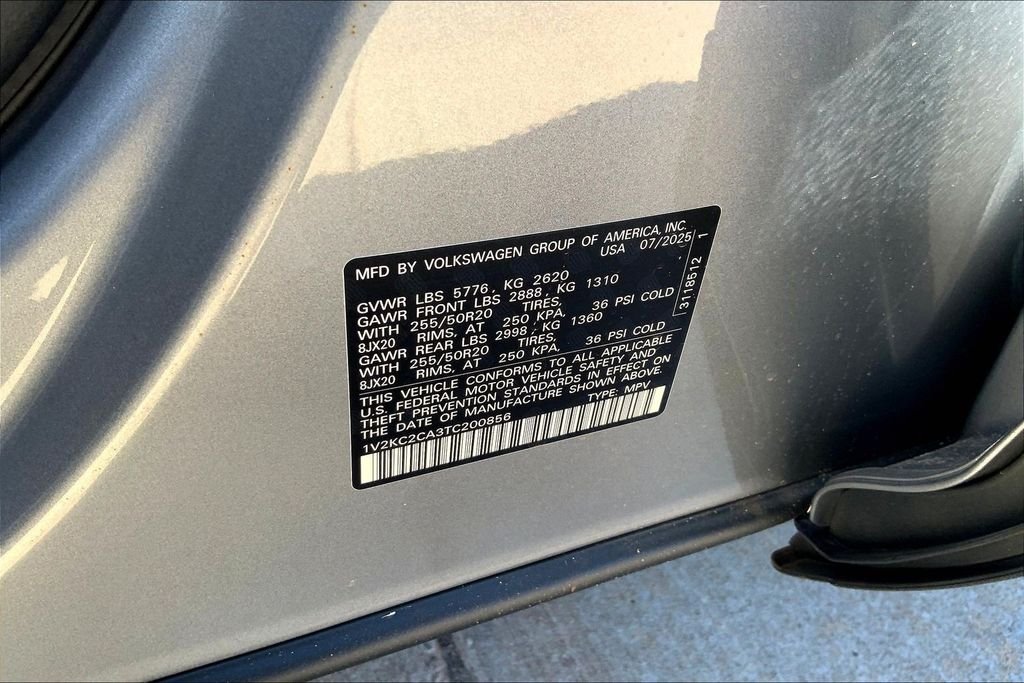 MFD BY VOLKSWAGEN GROUP OF AMERICA, INC.
USA 07/2025
GVWR LBS 5776, KG 2620
GAWR FRONT LBS 2888, KG 1310
WITH 255/50R20 TIRES,
8JX20 RIMS, AT 250 KPA, 36 PSI COLD
GAWR REAR LBS 2998, KG 1360
WITH 255/50R20 TIRES,
8JX20 RIMS, AT 250 KPA, 36 PSI COLD
THIS VEHICLE CONFORMS TO ALL APPLICABLE
U.S. FEDERAL MOTOR VEHICLE SAFETY AND
THEFT PREVENTION STANDARDS IN EFFECT ON
THE DATE OF MANUFACTURE SHOWN ABOVE.
1V2KC2CA3TC200856 TYPE: MPV
3118512 1